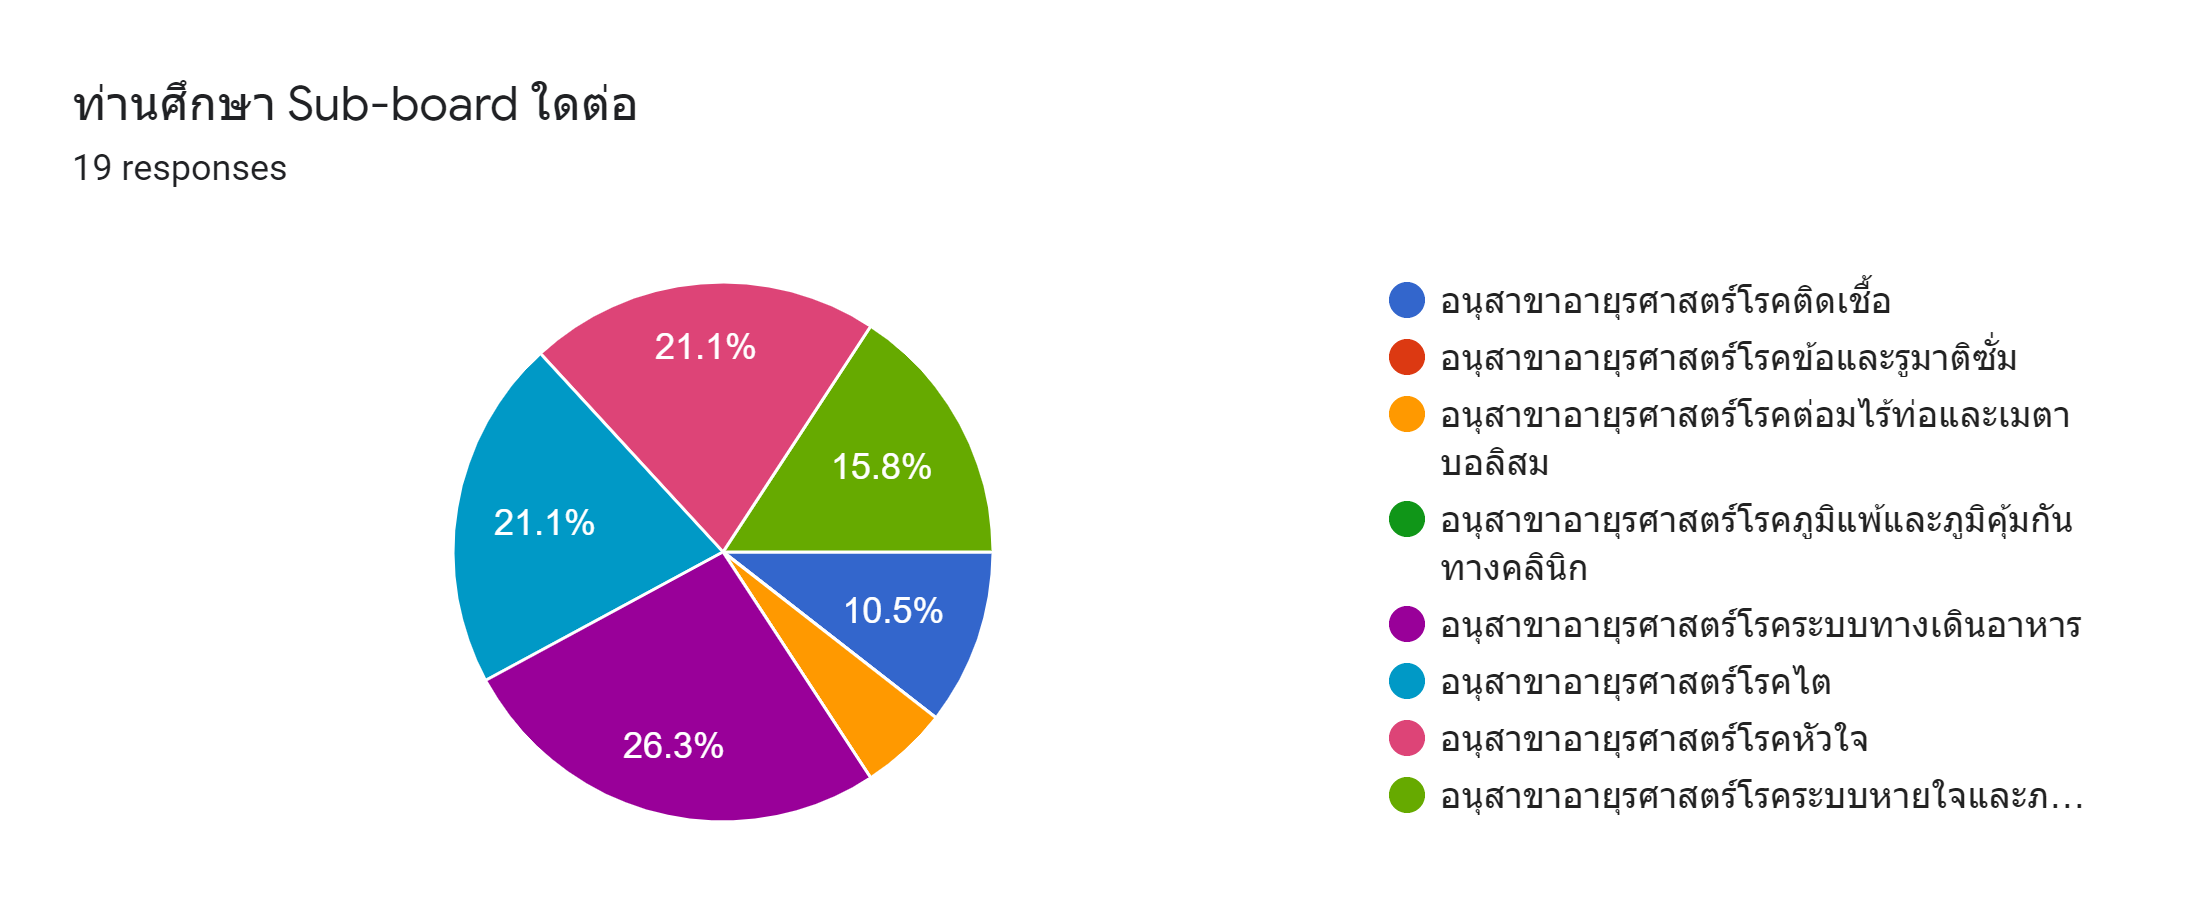 ท่านศึกษา Sub-board ใดต่อ
19 responses
21.1%
15.8%
21.1%
10.5%
26.3%
อนุสาขาอายุรศาสตร์โรคติดเชื้อ
อนุสาขาอายุรศาสตร์โรคข้อและรูมาติซั่ม
อนุสาขาอายุรศาสตร์โรคต่อมไร้ท่อและเมตา
บอลิสม
อนุสาขาอายุรศาสตร์โรคภูมิแพ้และภูมิคุ้มกัน
ทางคลินิก
อนุสาขาอายุรศาสตร์โรคระบบทางเดินอาหาร
อนุสาขาอายุรศาสตร์โรคไต
อนุสาขาอายุรศาสตร์โรคหัวใจ
อนุสาขาอายุรศาสตร์โรคระบบหายใจและภ…